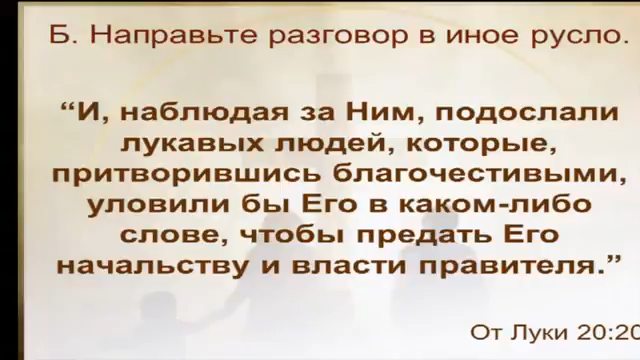 Б. Направьте разговор в иное русло.
“И, наблюдая за Ним, подослали
лукавых людей, которые,
притворившись благочестивыми,
уловили бы Его в каком-либо
слове, чтобы предать Его
начальству и власти правителя.”
От Луки 20:20